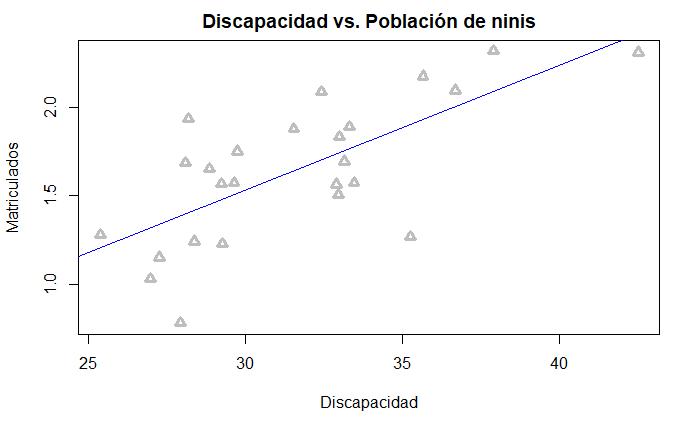 Discapacidad vs. Población de ninis
Matriculados
2.0
1.5
1.0
25
30
35
40
Discapacidad